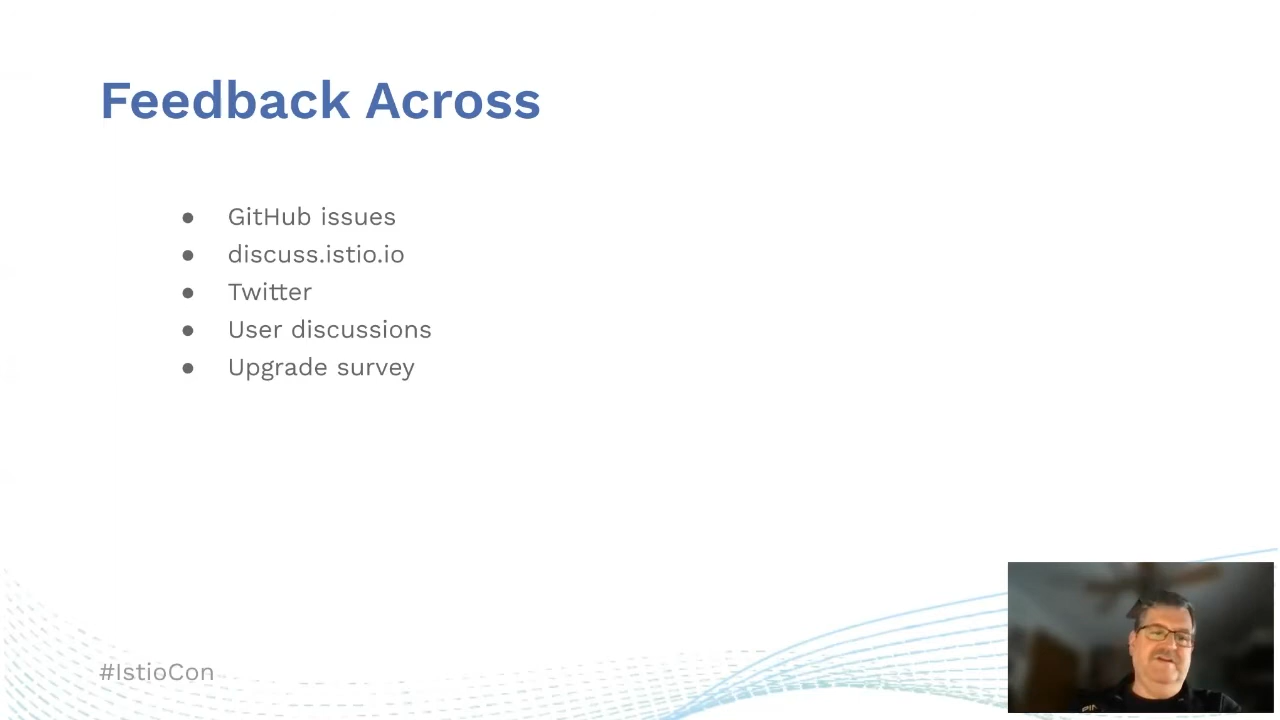 Feedback Across
● GitHub issues
● discuss.istio.io
● Twitter
● User discussions
● Upgrade survey
#IstioCon